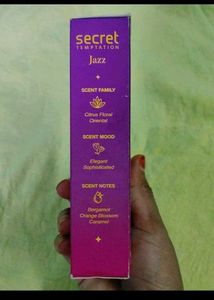 secret
TEMPTATION
Jazz
SCENT FAMILY
Citrus Floral
Oriental
SCENT MOOD
Elegant
Sophisticated
SCENT NOTES
Bergamot
Orange Blossom
Caramel